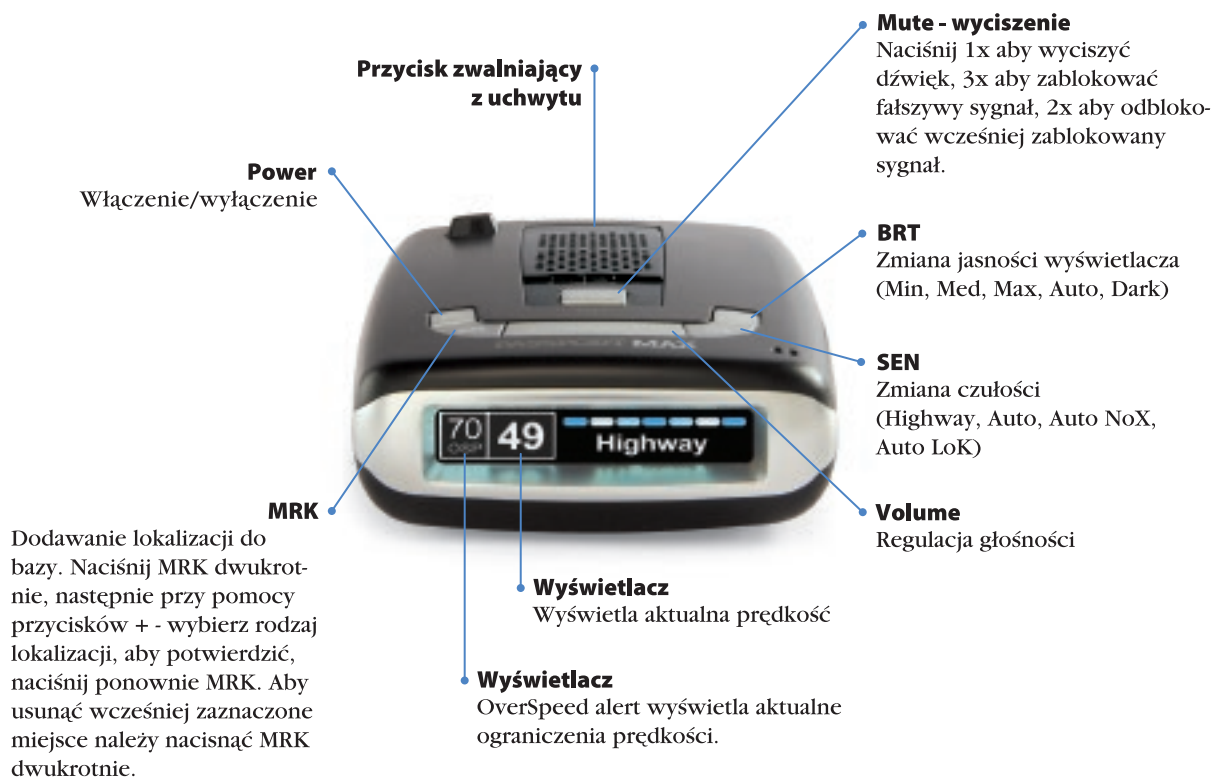 Mute - wyciszenie
Naciśnij 1x aby wyciszyć
dźwięk, 3x aby zablokować
fałszywy sygnał, 2x aby odbloko-
wać wcześniej zablokowany
sygnał.
Przycisk zwalniający
z uchwytu
Power
Włączenie/wyłączenie
BRT
Zmiana jasności wyświetlacza
(Min, Med, Max, Auto, Dark)
SEN
Zmiana czułości
(Highway, Auto, Auto NoX,
Auto LoK)
Volume
Regulacja głośności
PASSPORT MAX
70 49
OSP Highway
MRK
Dodawanie lokalizacji do
bazy. Naciśnij MRK dwukrot-
nie, następnie przy pomocy
przycisków + - wybierz rodzaj
lokalizacji, aby potwierdzić,
naciśnij ponownie MRK. Aby
usunąć wcześniej zaznaczone
miejsce należy nacisnąć MRK
dwukrotnie.
Wyświetlacz
Wyświetla aktualna prędkość
Wyświetlacz
OverSpeed alert wyświetla aktualne
ograniczenia prędkości.